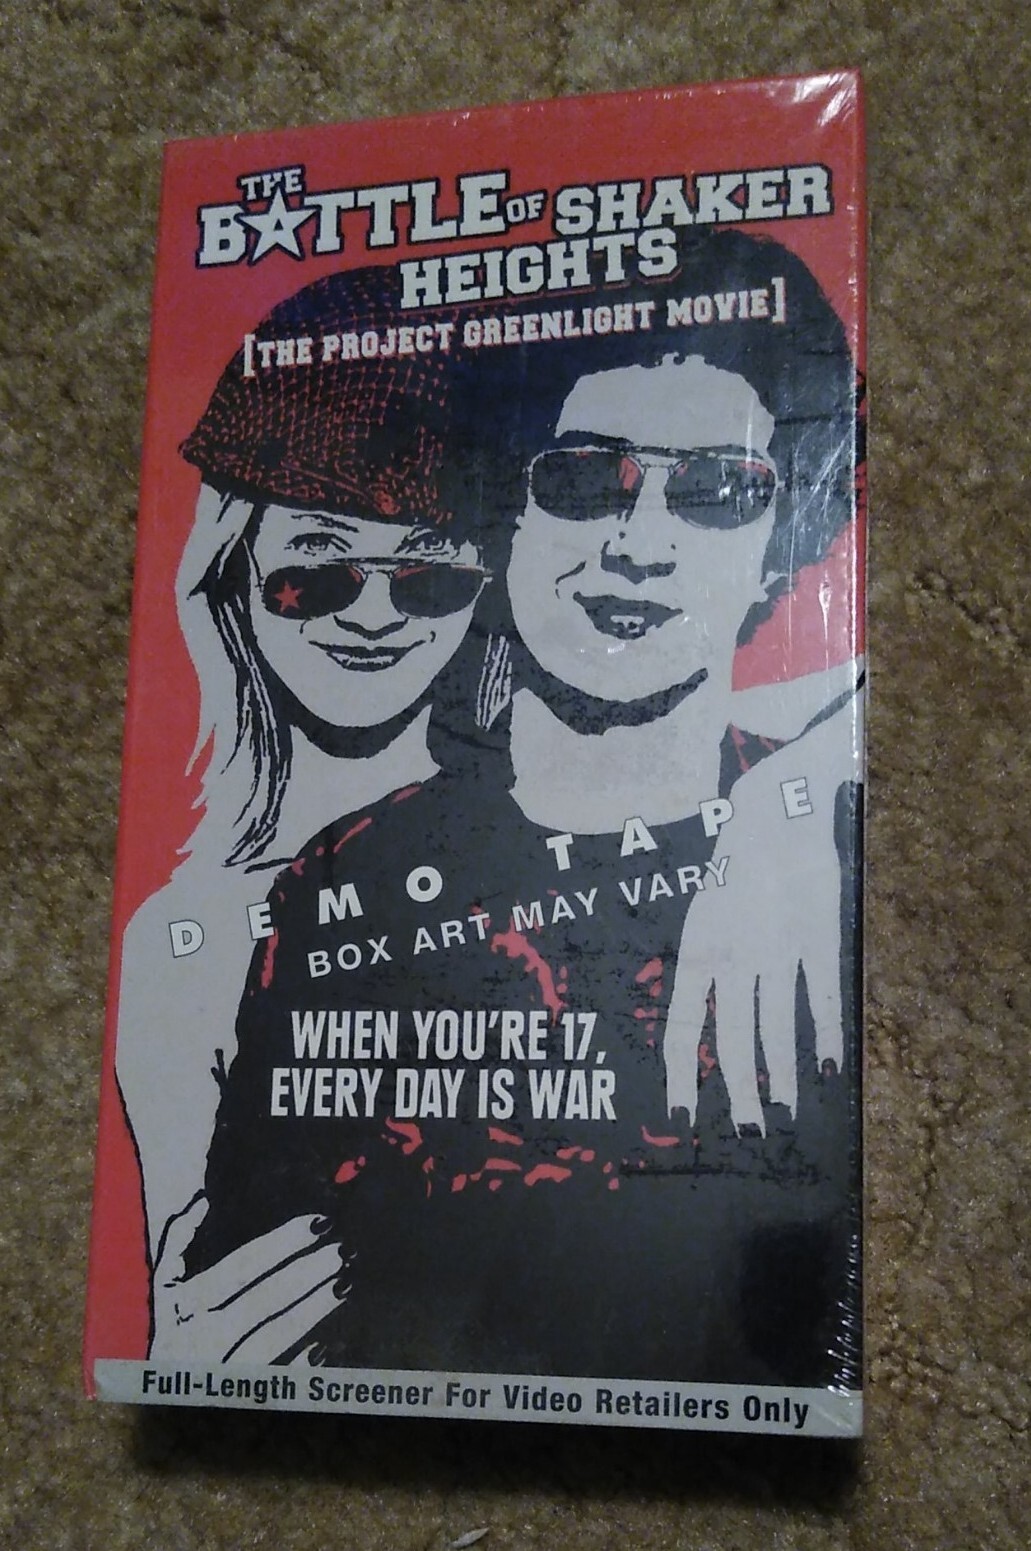 THE
BATTLE OF SHAKER
HEIGHTS
[THE PROJECT GREENLIGHT MOVIE]
DEMO TAPE
BOX ART MAY VARY
WHEN YOU'RE 17,
EVERY DAY IS WAR
Full-Length Screener For Video Retailers Only